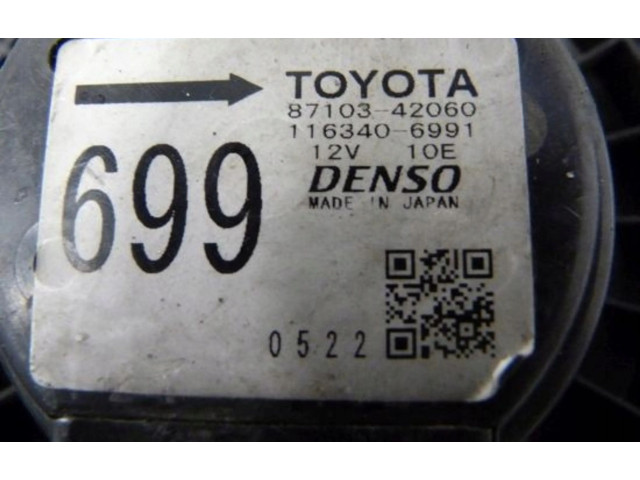 TOYOTA
87103-42060
116340-6991
12V 10E
DENSO
MADE IN JAPAN
699
0522